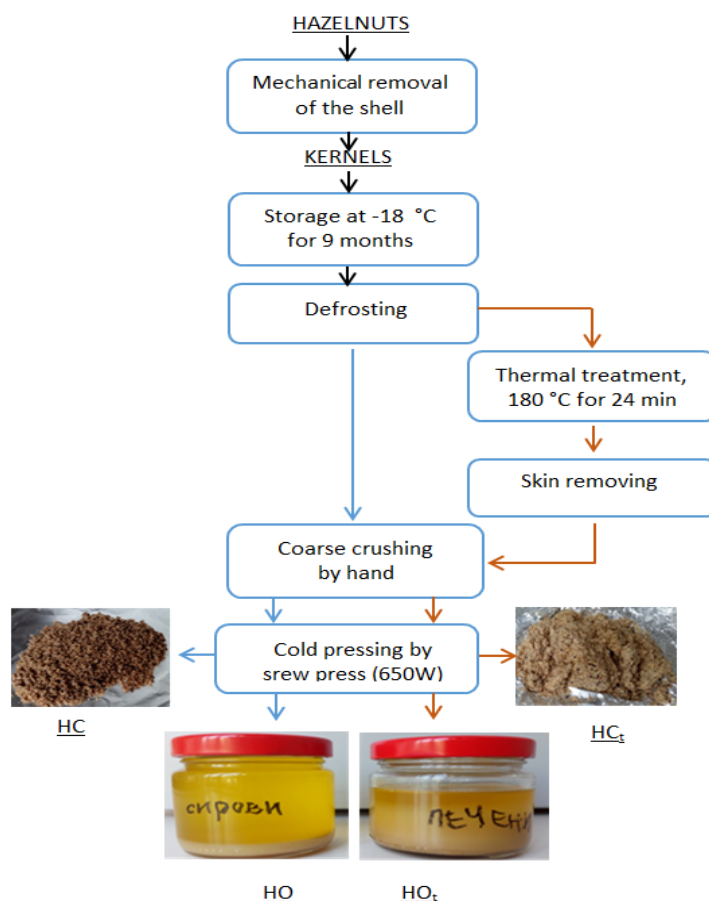 HAZELNUTS
Mechanical removal
of the shell
KERNELS
Storage at -18 °C
for 9 months
Defrosting
Thermal treatment,
180 °C for 24 min
Skin removing
Coarse crushing
by hand
Cold pressing by
srew press (650W)
HC
HCt
сирови
ПЕЧЕНИ
HO
HOt